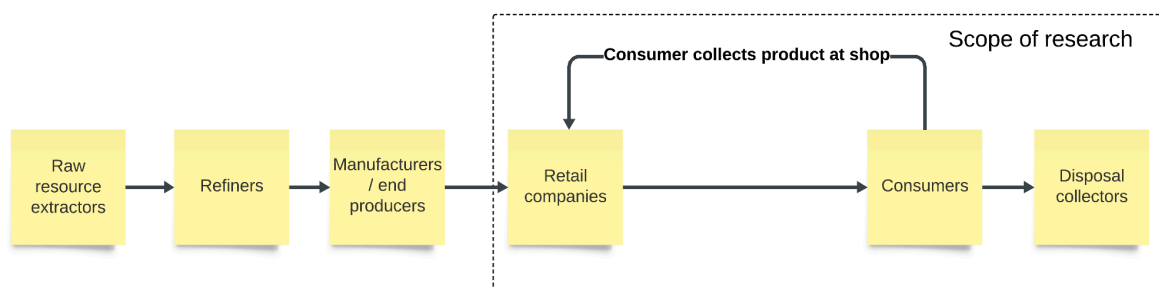 Scope of research
Consumer collects product at shop
Raw
resource
extractors
Refiners
Manufacturers
/ end
producers
Retail
companies
Consumers
Disposal
collectors